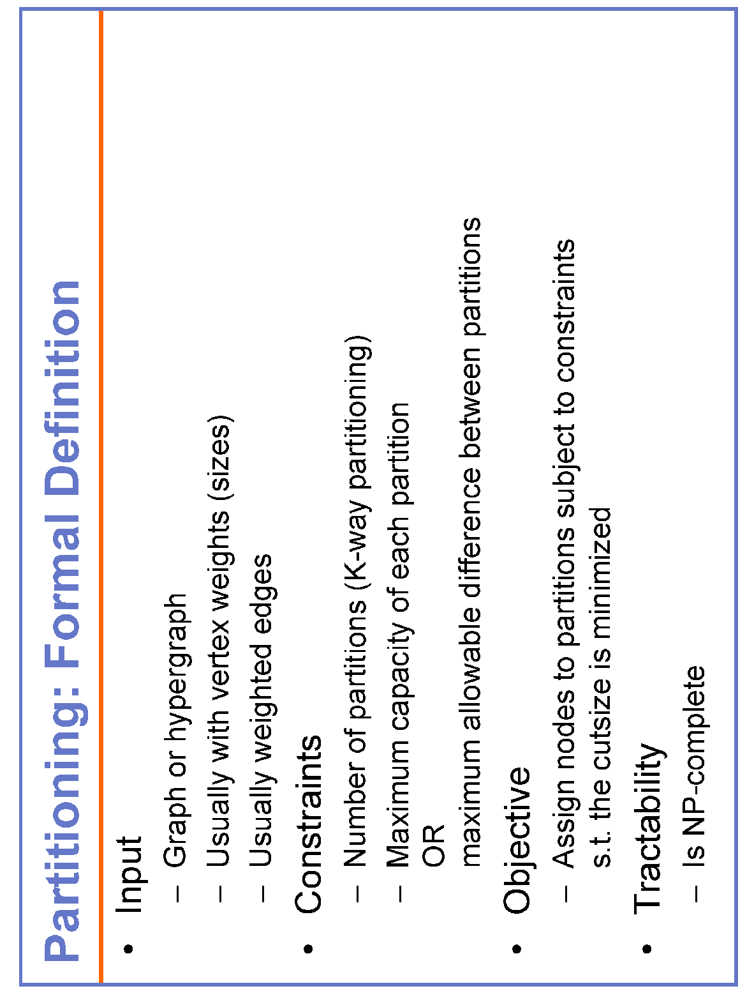 Partitioning: Formal Definition
• Input
– Graph or hypergraph
– Usually with vertex weights (sizes)
– Usually weighted edges
• Constraints
– Number of partitions (K-way partitioning)
– Maximum capacity of each partition
OR
maximum allowable difference between partitions
• Objective
– Assign nodes to partitions subject to constraints
s.t. the cutsize is minimized
• Tractability
– Is NP-complete